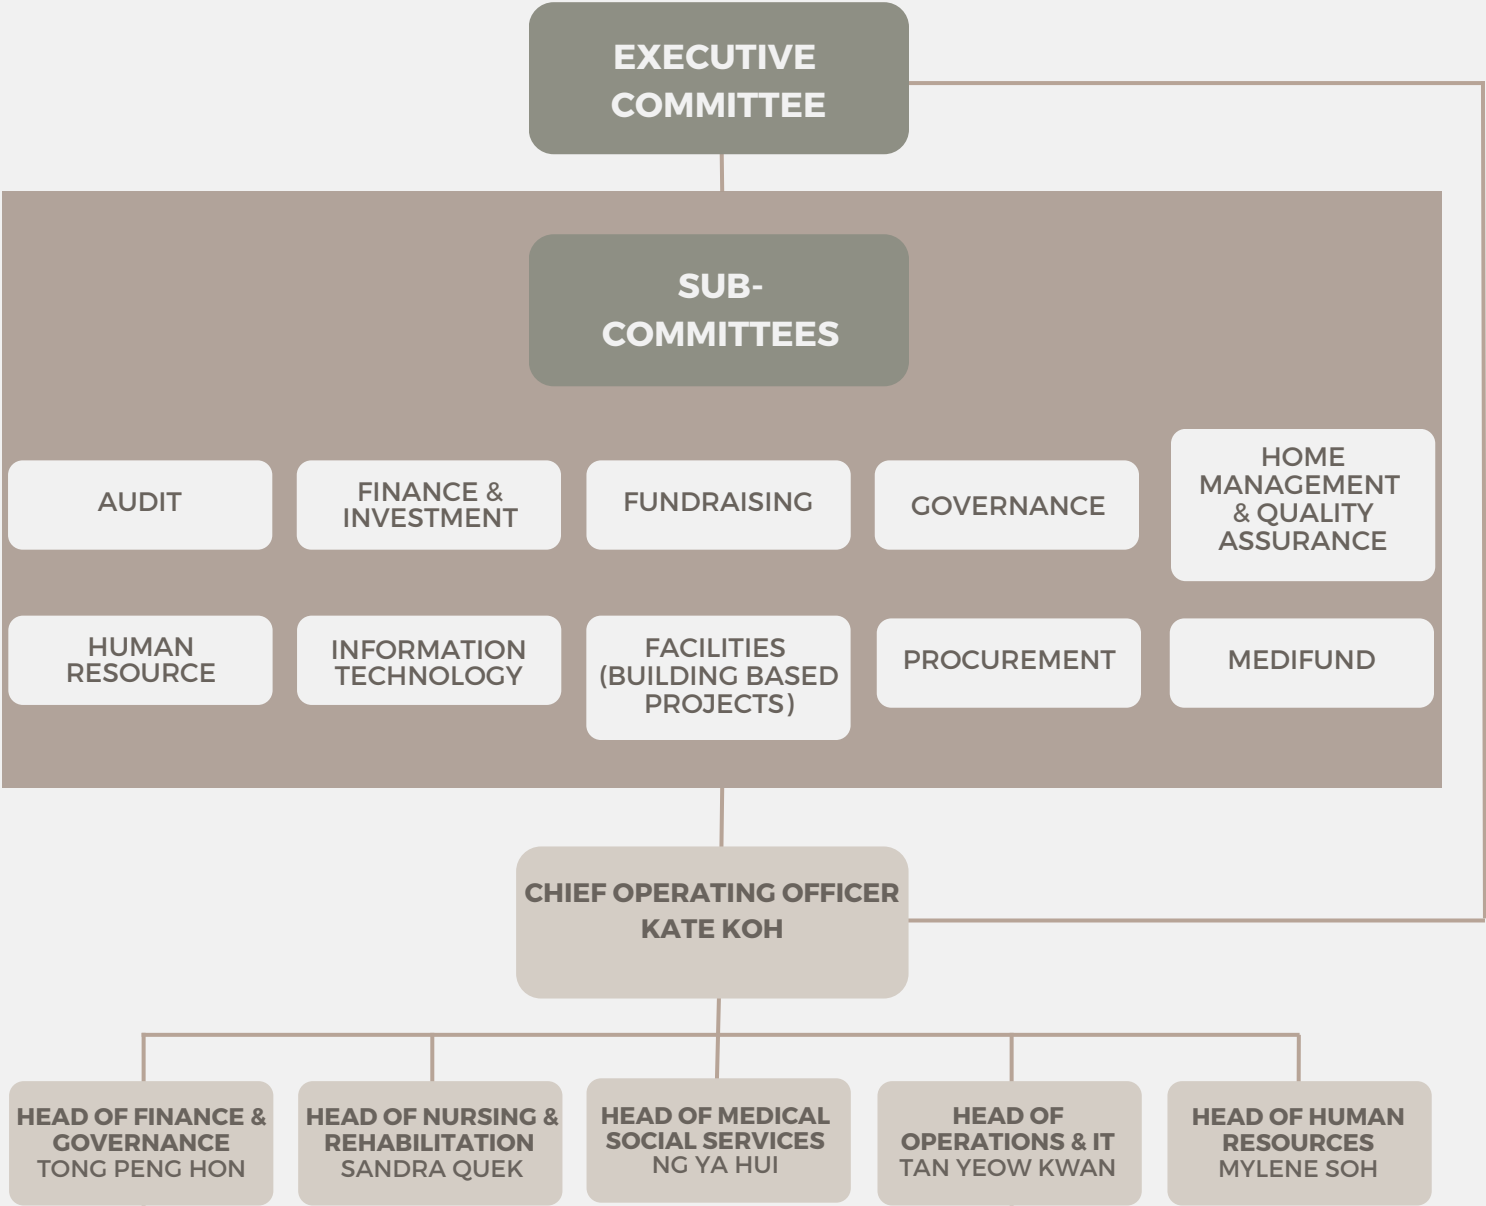 EXECUTIVE
COMMITTEE
SUB-
COMMITTEES
AUDIT
FINANCE &
INVESTMENT
FUNDRAISING
GOVERNANCE
HOME
MANAGEMENT
& QUALITY
ASSURANCE
HUMAN
RESOURCE
INFORMATION
TECHNOLOGY
FACILITIES
(BUILDING BASED
PROJECTS)
PROCUREMENT
MEDIFUND
CHIEF OPERATING OFFICER
KATE KOH
HEAD OF FINANCE &
GOVERNANCE
TONG PENG HON
HEAD OF NURSING &
REHABILITATION
SANDRA QUEK
HEAD OF MEDICAL
SOCIAL SERVICES
NG YA HUI
HEAD OF
OPERATIONS & IT
TAN YEOW KWAN
HEAD OF HUMAN
RESOURCES
MYLENE SOH